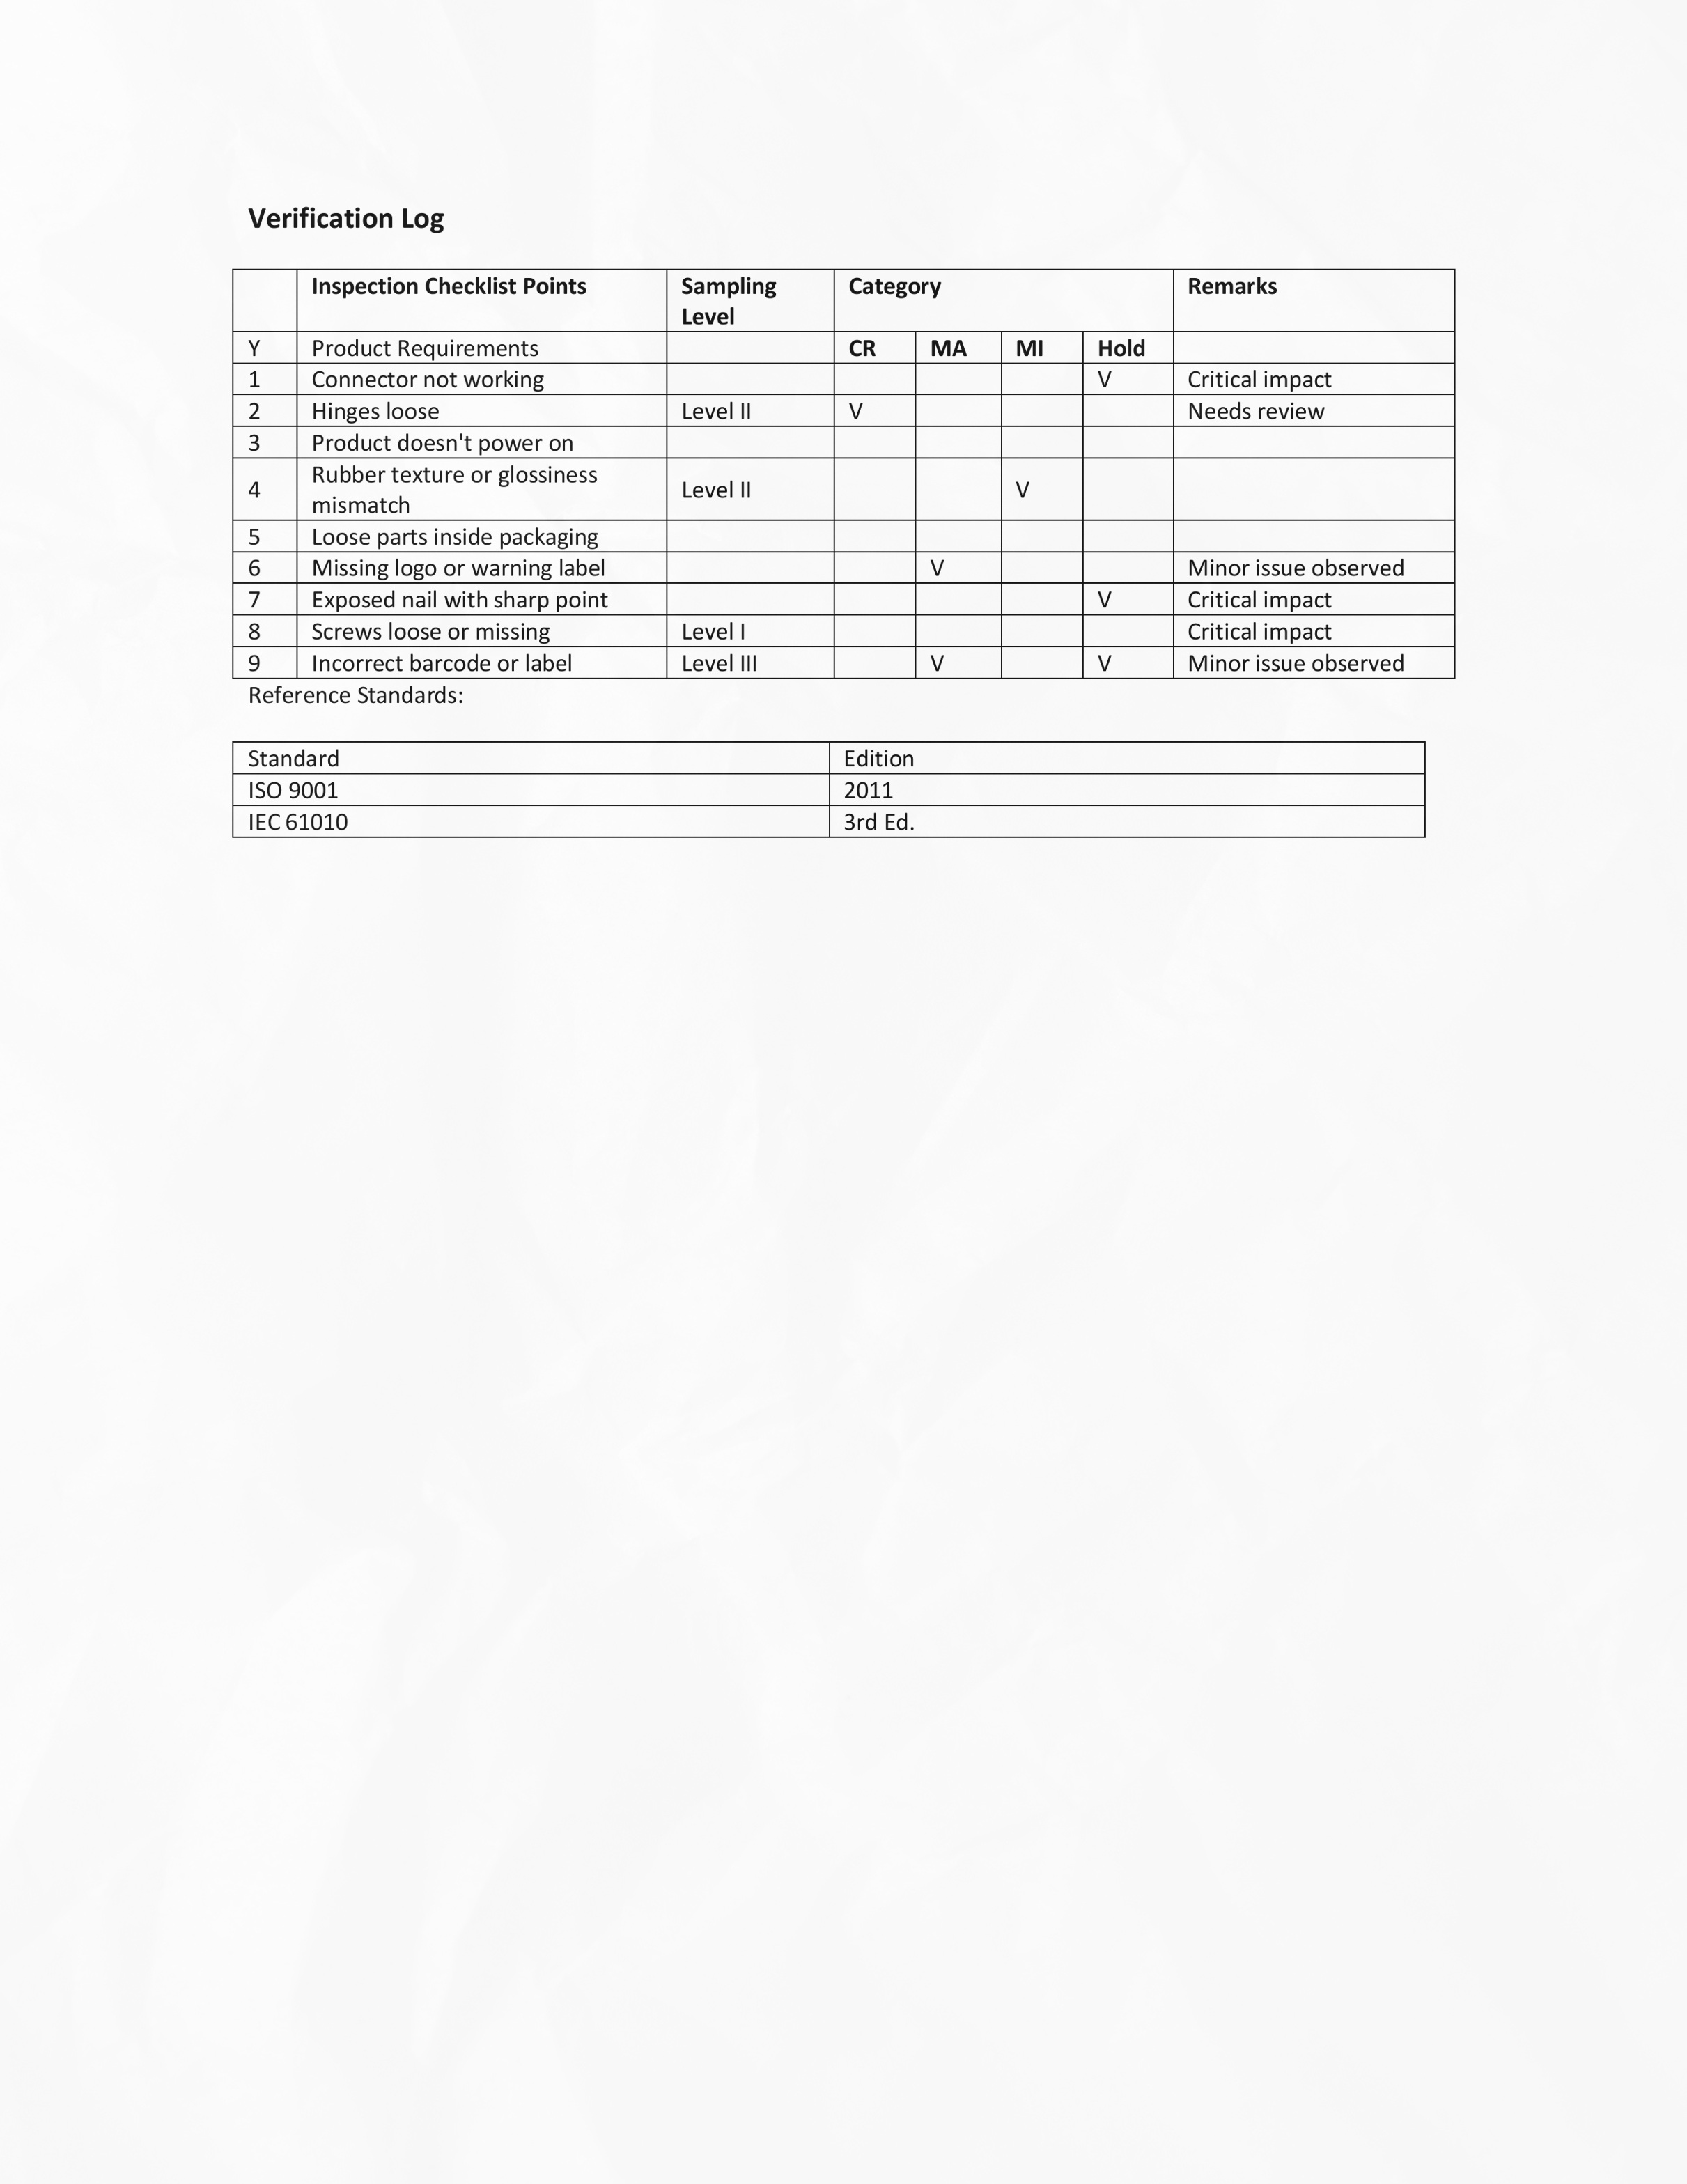 Verification Log
Inspection Checklist Points Sampling Level Category Remarks
Y Product Requirements CR MA MI Hold
1 Connector not working V Critical impact
2 Hinges loose Level II V Needs review
3 Product doesn't power on
4 Rubber texture or glossiness mismatch Level II V
5 Loose parts inside packaging
6 Missing logo or warning label V Minor issue observed
7 Exposed nail with sharp point V Critical impact
8 Screws loose or missing Level I Critical impact
9 Incorrect barcode or label Level III V V Minor issue observed
Reference Standards:
Standard Edition
ISO 9001 2011
IEC 61010 3rd Ed.